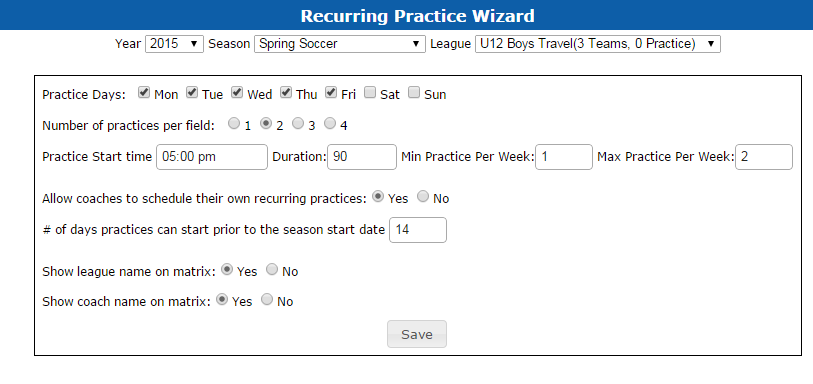 Recurring Practice Wizard
Year 2015 Season Spring Soccer League U12 Boys Travel(3 Teams, 0 Practice)
Practice Days: Mon Tue Wed Thu Fri Sat Sun
Number of practices per field: 1 2 3 4
Practice Start time 05:00 pm Duration: 90 Min Practice Per Week: 1 Max Practice Per Week: 2
Allow coaches to schedule their own recurring practices: Yes No
# of days practices can start prior to the season start date 14
Show league name on matrix: Yes No
Show coach name on matrix: Yes No
Save